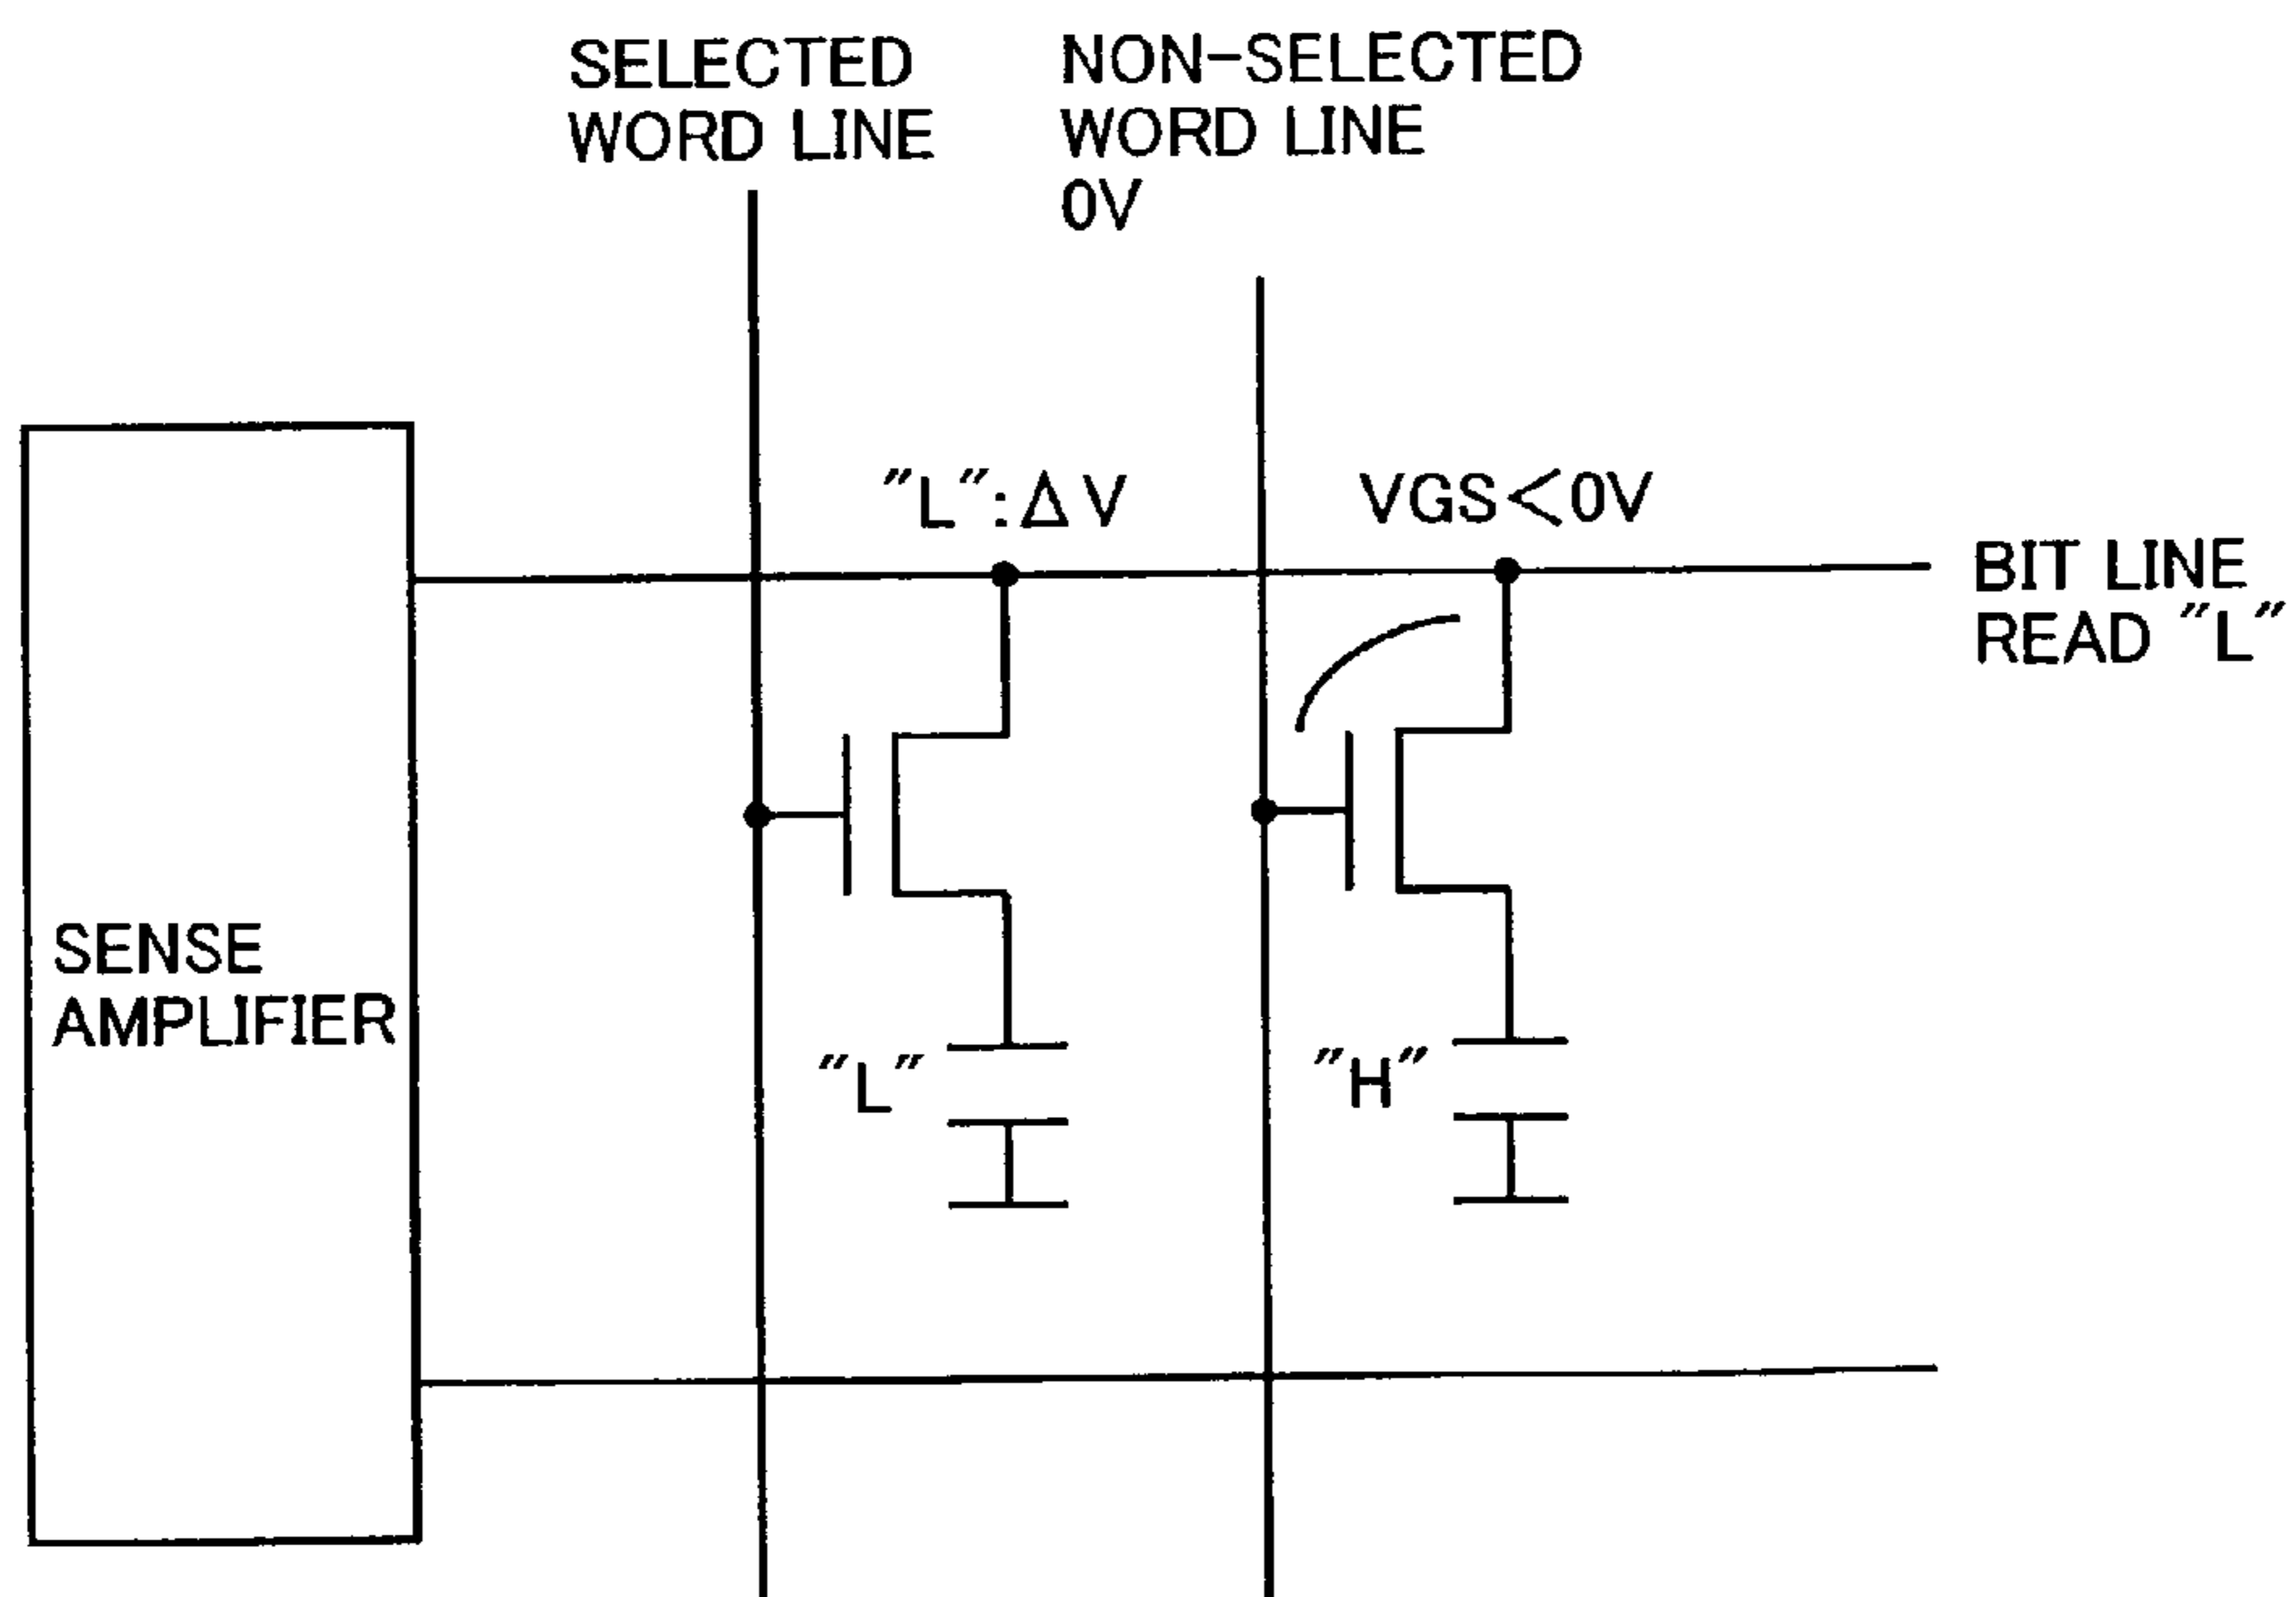 SELECTED
WORD LINE
NON-SELECTED
WORD LINE
0V
"L":ΔV
VGS<0V
BIT LINE
READ "L"
SENSE
AMPLIFIER
"L"
"H"